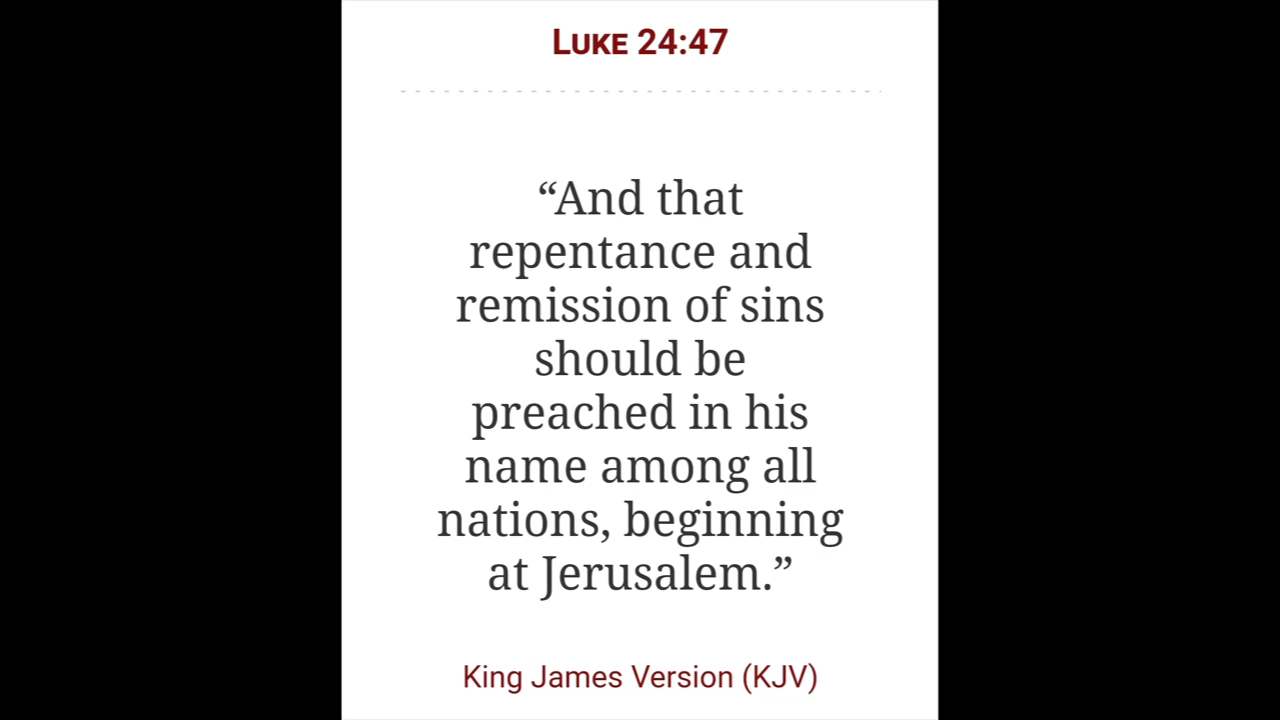 Luke 24:47
“And that
repentance and
remission of sins
should be
preached in his
name among all
nations, beginning
at Jerusalem.”
King James Version (KJV)